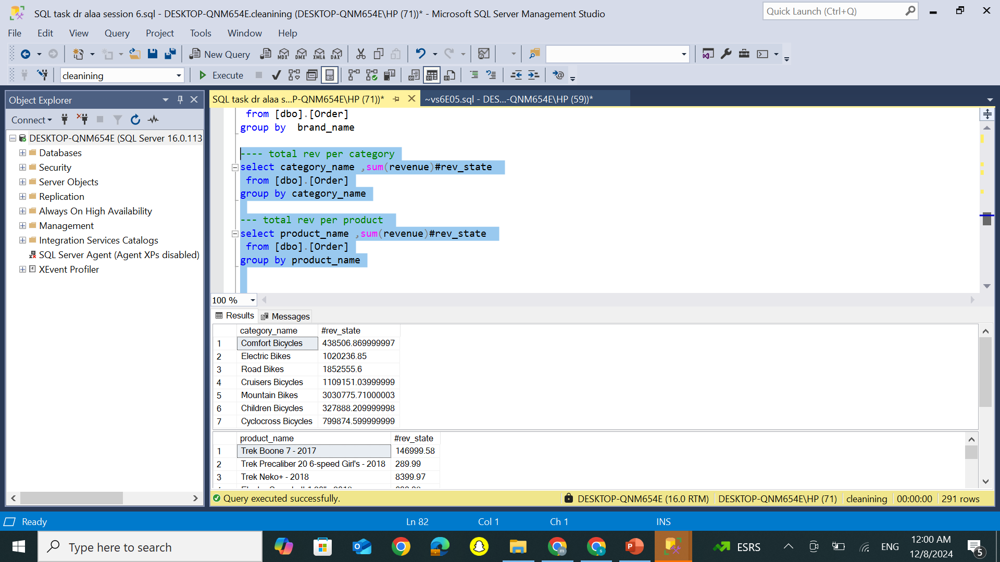 SQL task dr alaa session 6.sql - DESKTOP-QNM654E.cleanining (DESKTOP-QNM654E\HP (71))* - Microsoft SQL Server Management Studio
Quick Launch (Ctrl+Q)
File Edit View Query Project Tools Window Help
New Query
MDX DMX XMLA DAX
cleanining
Execute
Object Explorer
Connect
DESKTOP-QNM654E (SQL Server 16.0.113
Databases
Security
Server Objects
Replication
Always On High Availability
Management
Integration Services Catalogs
SQL Server Agent (Agent XPs disabled)
XEvent Profiler
SQL task dr alaa s...P-QNM654E\HP (71))*
~vs6E05.sql - DES...-QNM654E\HP (59))*
from [dbo].[Order]
group by  brand_name
---- total rev per category
select category_name ,sum(revenue)#rev_state
from [dbo].[Order]
group by category_name
--- total rev per product
select product_name ,sum(revenue)#rev_state
from [dbo].[Order]
group by product_name
100 %
Results Messages
category_name #rev_state
1 Comfort Bicycles 438506.869999997
2 Electric Bikes 1020236.85
3 Road Bikes 1852555.6
4 Cruisers Bicycles 1109151.03999999
5 Mountain Bikes 3030775.71000003
6 Children Bicycles 327888.209999998
7 Cyclocross Bicycles 799874.599999999
product_name #rev_state
1 Trek Boone 7 - 2017 146999.58
2 Trek Precaliber 20 6-speed Girl's - 2018 289.99
3 Trek Neko+ - 2018 8399.97
Query executed successfully.
DESKTOP-QNM654E (16.0 RTM) DESKTOP-QNM654E\HP (71) cleanining 00:00:00 291 rows
Ready
Ln 82 Col 1 Ch 1 INS
Type here to search
ESRS
ENG
12:00 AM
12/8/2024
5